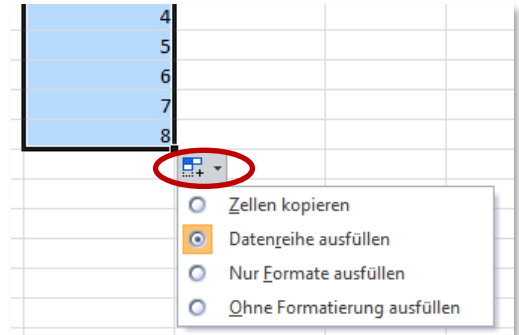 4
5
6
7
8
Zellen kopieren
Datenreihe ausfüllen
Nur Formate ausfüllen
Ohne Formatierung ausfüllen